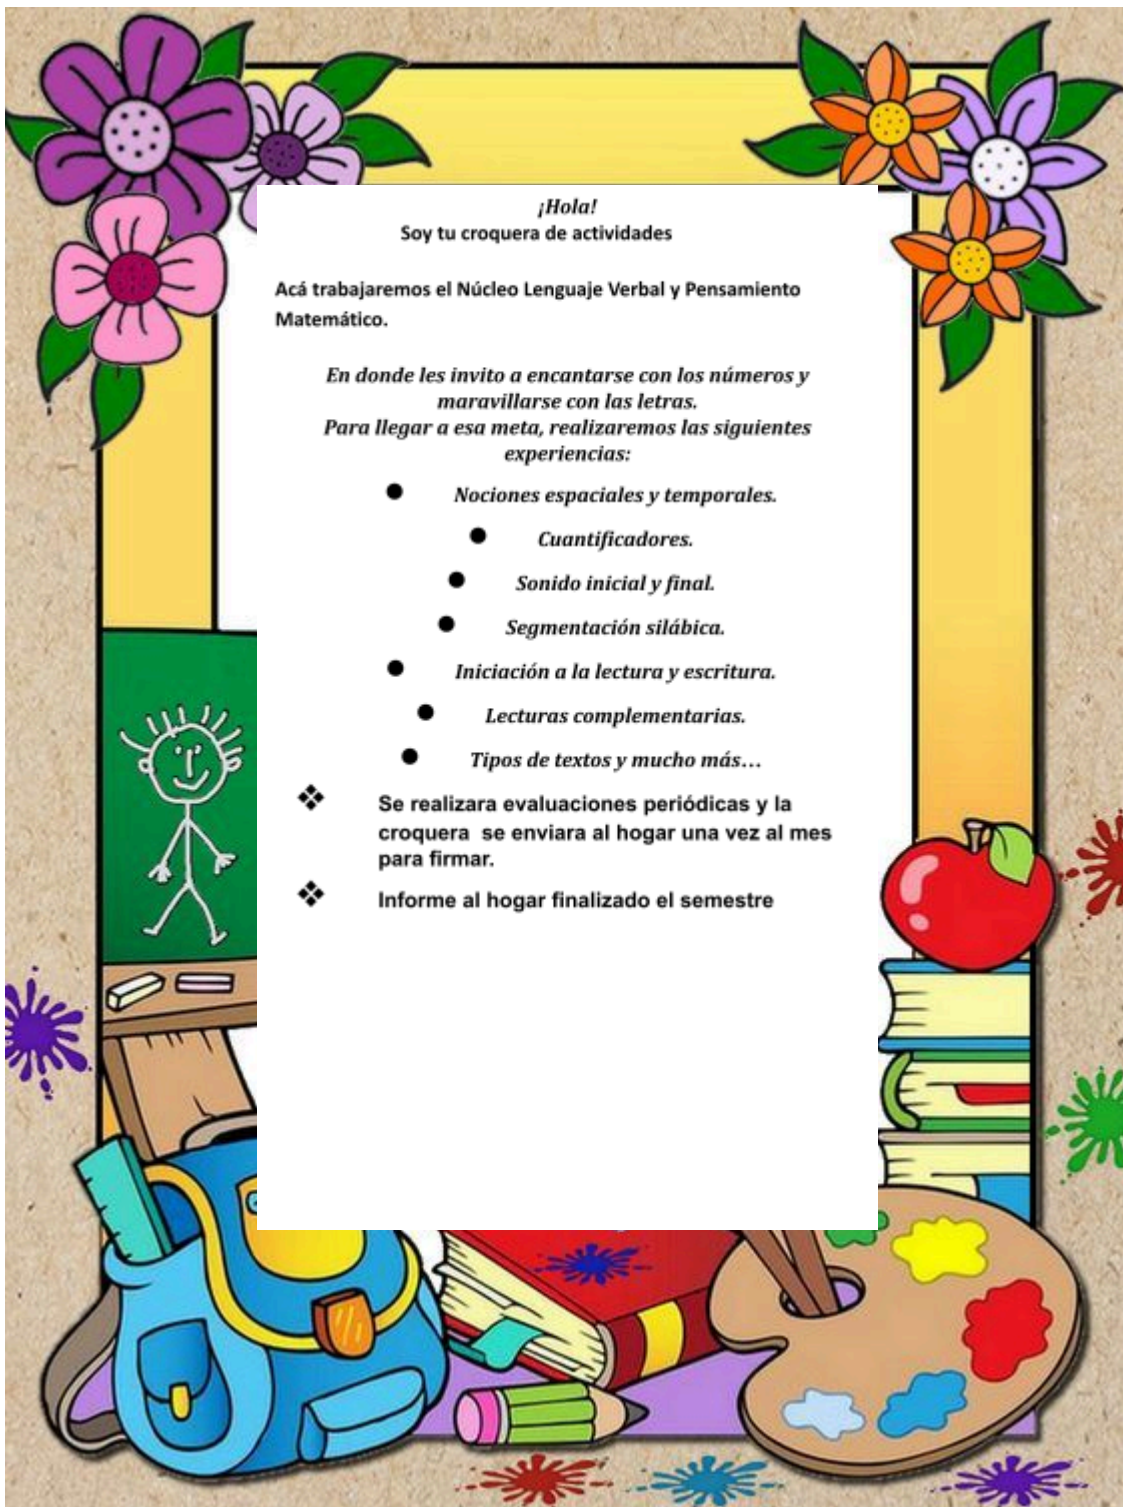 ¡Hola!
Soy tu croquera de actividades
Acá trabajaremos el Núcleo Lenguaje Verbal y Pensamiento
Matemático.
En donde les invito a encantarse con los números y
maravillarse con las letras.
Para llegar a esa meta, realizaremos las siguientes
experiencias:
● Nociones espaciales y temporales.
● Cuantificadores.
● Sonido inicial y final.
● Segmentación silábica.
● Iniciación a la lectura y escritura.
● Lecturas complementarias.
● Tipos de textos y mucho más...
❖ Se realizara evaluaciones periódicas y la
croquera se enviara al hogar una vez al mes
para firmar.
❖ Informe al hogar finalizado el semestre